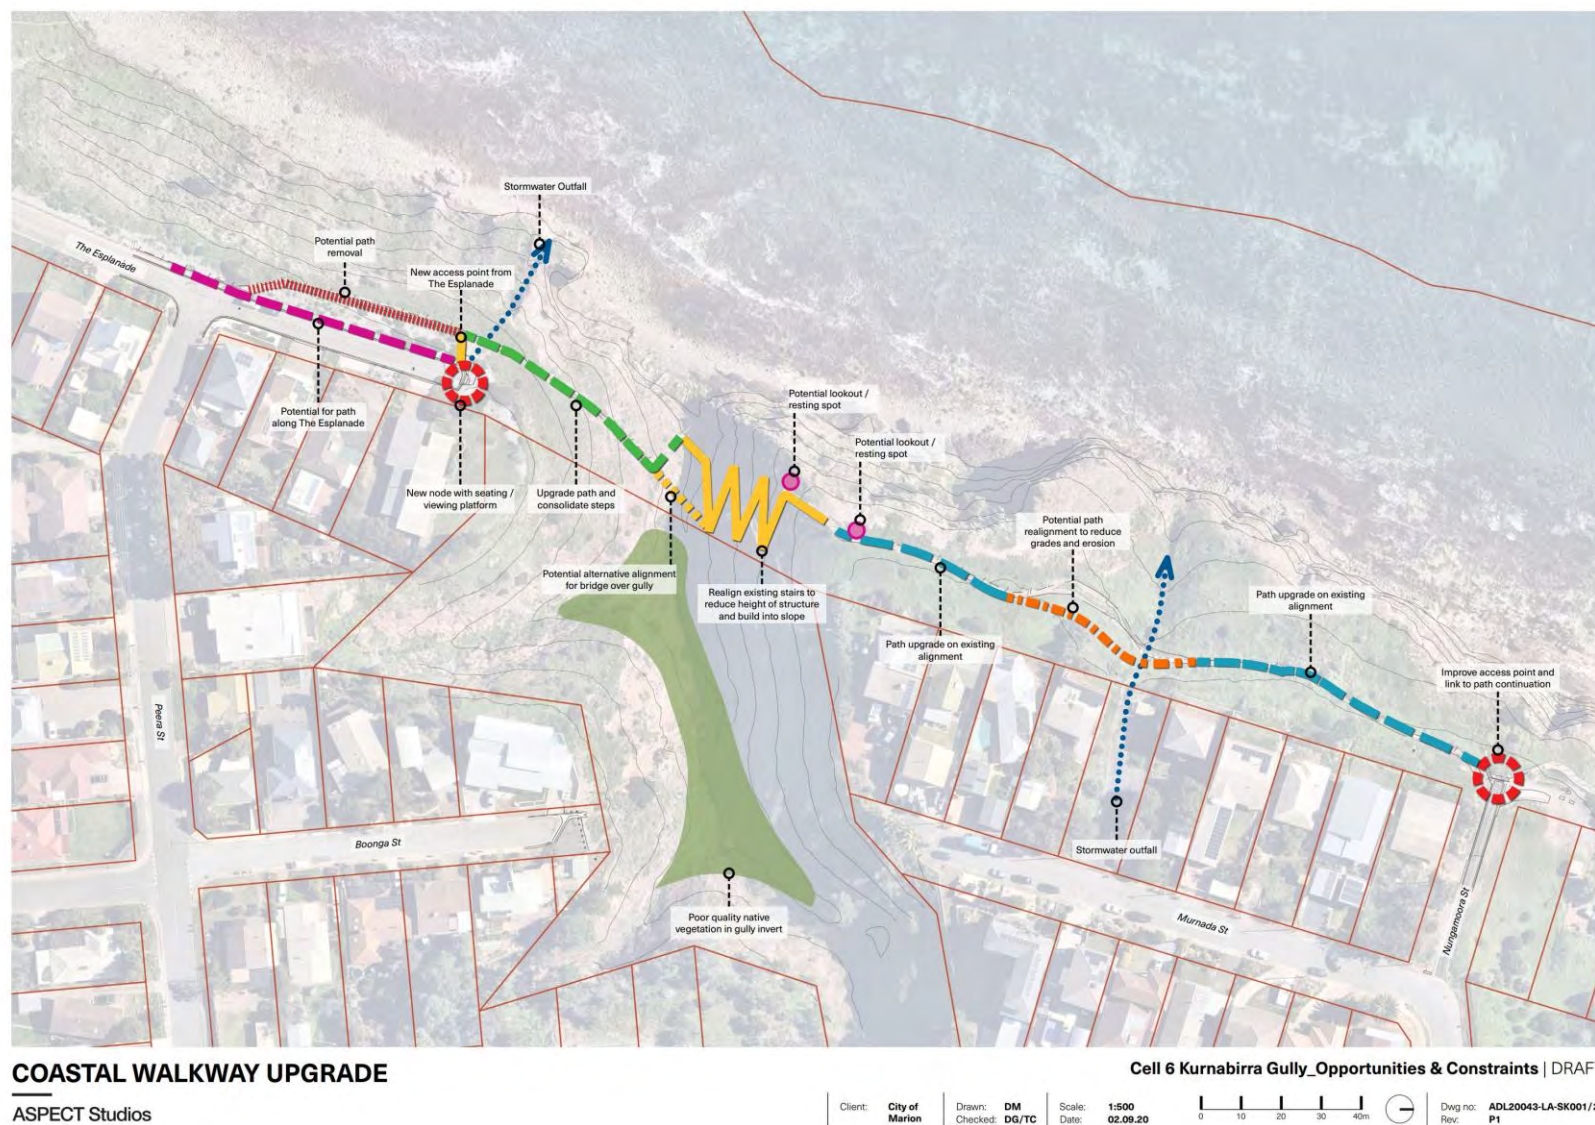 Stormwater Outfall
Potential path
removal
The Esplanade
New access point from
The Esplanade
Potential for path
along The Esplanade
New node with seating /
viewing platform
Upgrade path and
consolidate steps
Potential lookout /
resting spot
Potential lookout /
resting spot
Potential alternative alignment
for bridge over gully
Realign existing stairs to
reduce height of structure
and build into slope
Potential path
realignment to reduce
grades and erosion
Path upgrade on existing
alignment
Path upgrade on existing
alignment
Improve access point and
link to path continuation
Peera St
Boonga St
Stormwater outfall
Poor quality native
vegetation in gully invert
Murnada St
Nungamoora St
COASTAL WALKWAY UPGRADE
ASPECT Studios
Cell 6 Kurnabirra Gully_Opportunities & Constraints | DRAF
Client: City of
Marion
Drawn: DM
Checked: DG/TC
Scale: 1:500
Date: 02.09.20
0 10 20 30 40m
Dwg no: ADL20043-LA-SK001/
Rev: P1